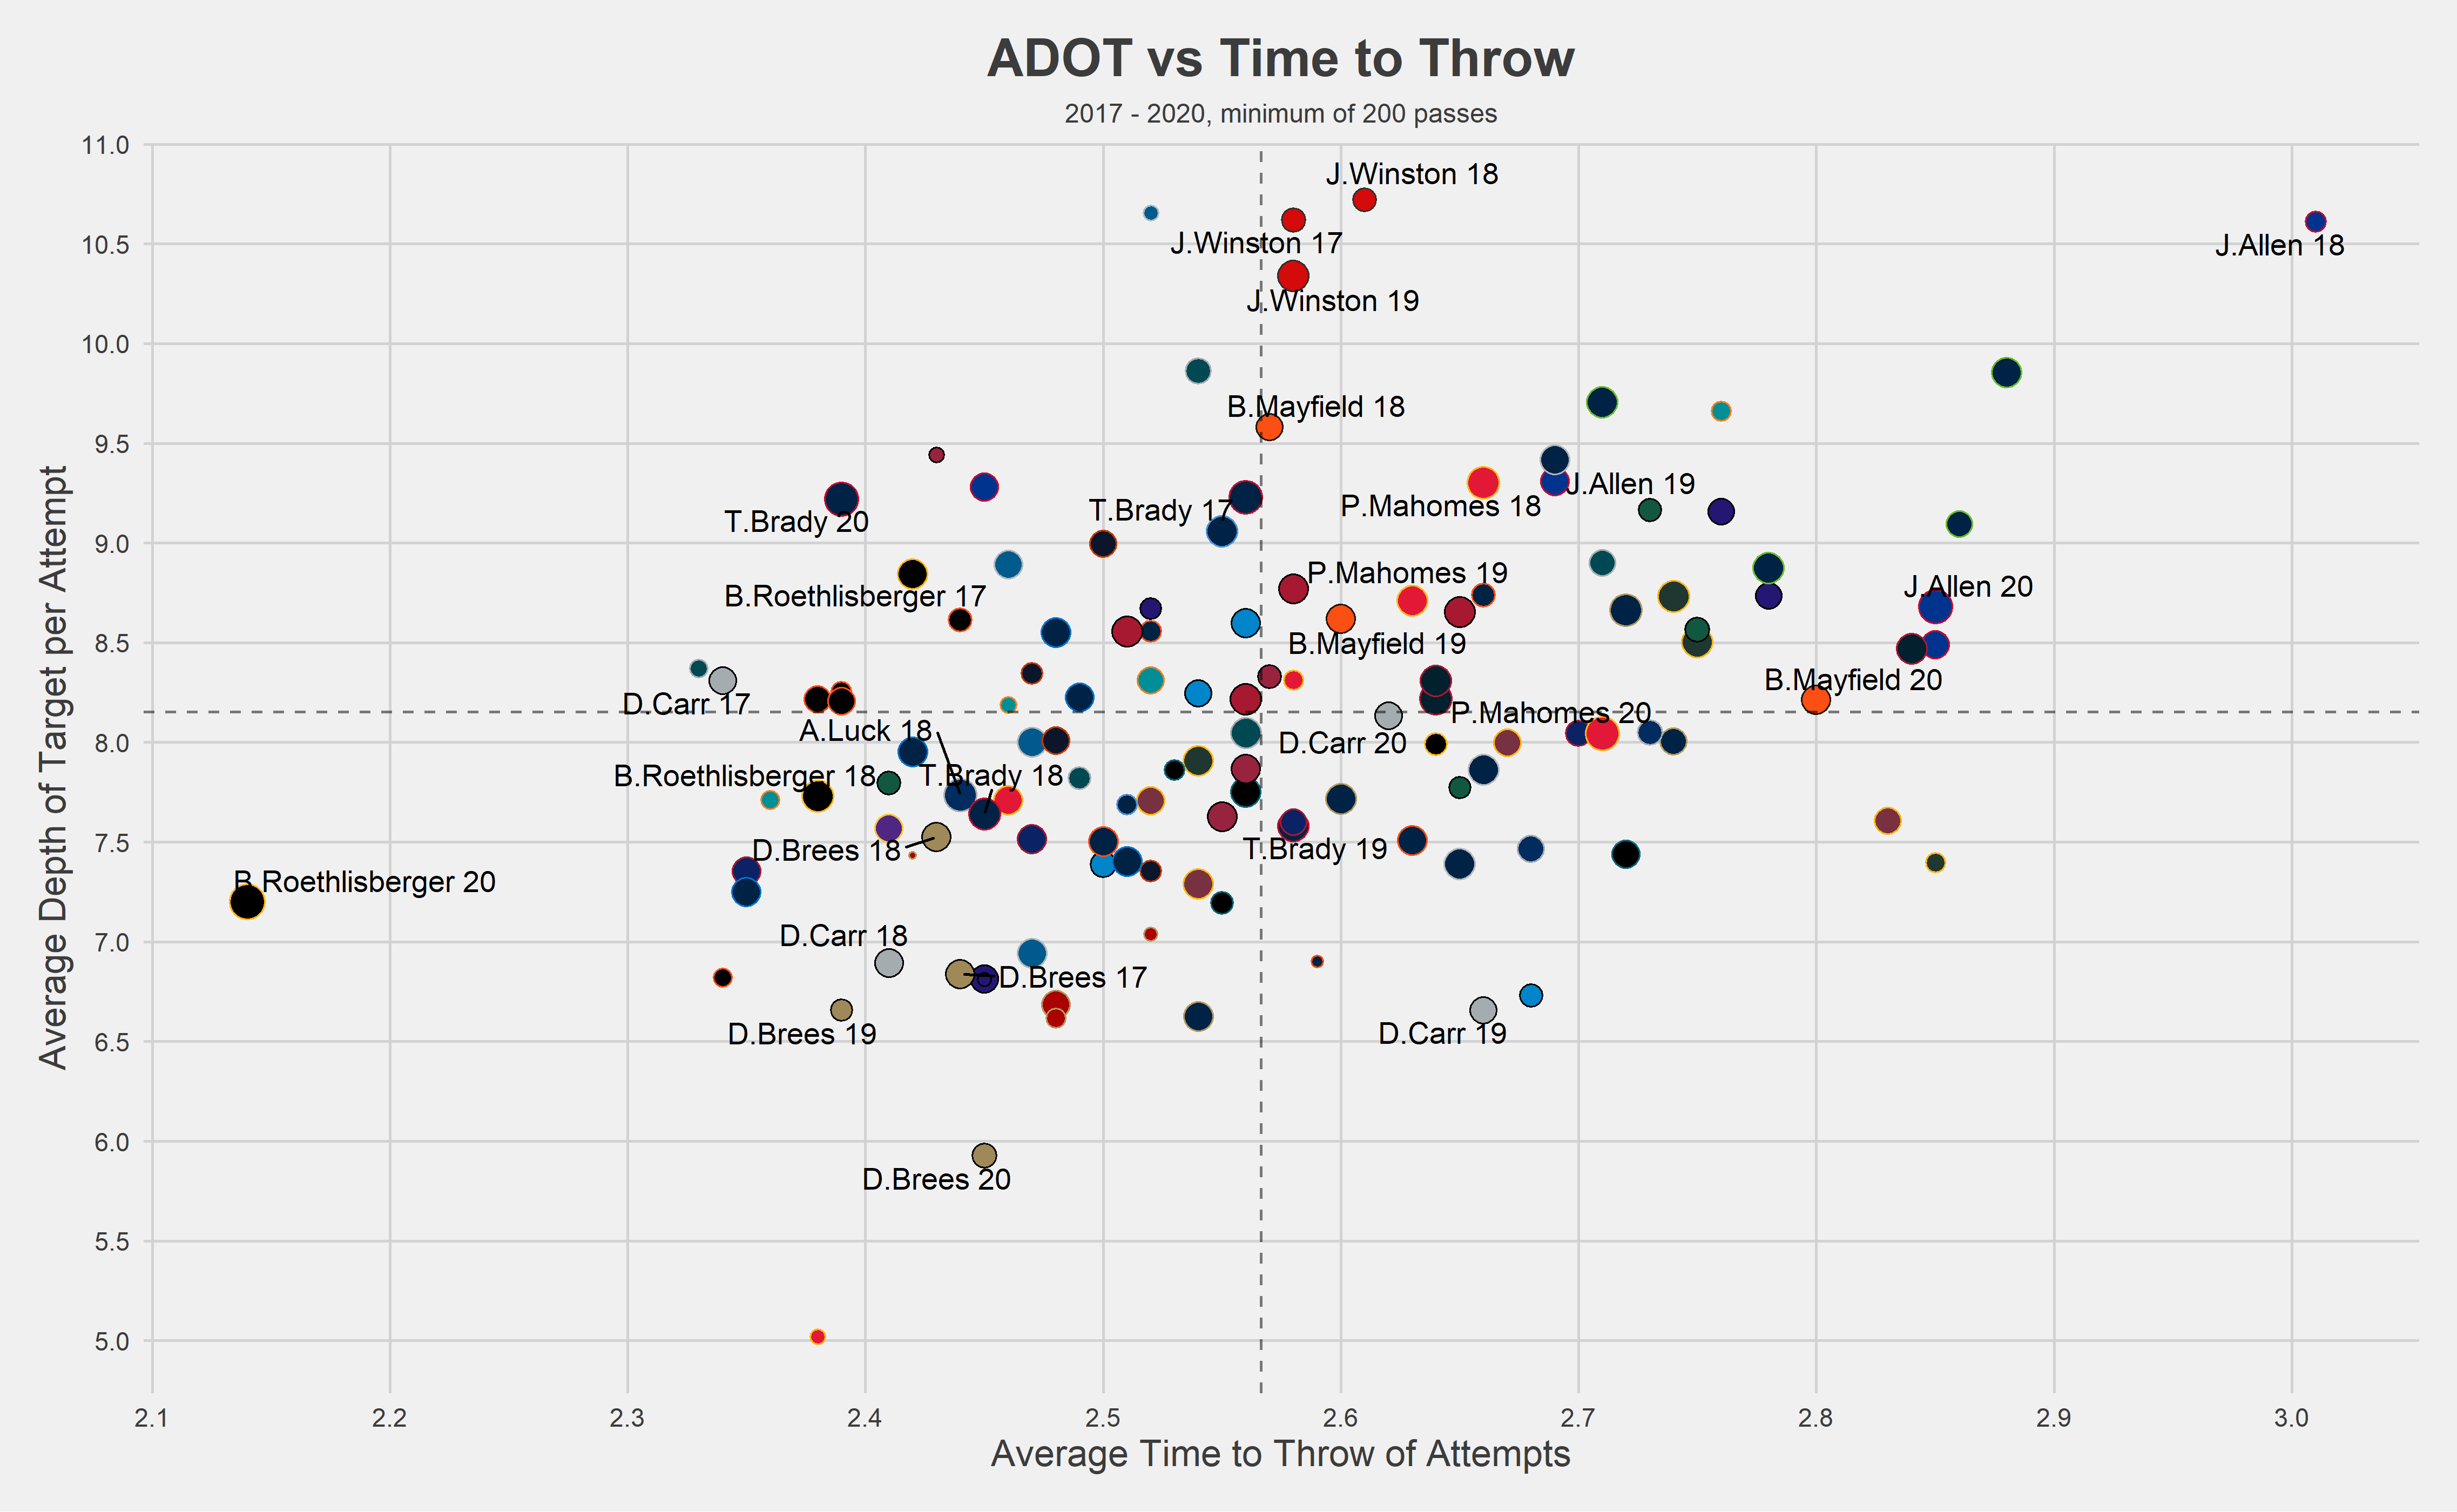 ADOT vs Time to Throw
2017 - 2020, minimum of 200 passes
Average Depth of Target per Attempt
11.0
10.5
10.0
9.5
9.0
8.5
8.0
7.5
7.0
6.5
6.0
5.5
5.0
J.Winston 18
J.Winston 17
J.Allen 18
J.Winston 19
B.Mayfield 18
J.Allen 19
P.Mahomes 18
T.Brady 17
T.Brady 20
P.Mahomes 19
J.Allen 20
B.Roethlisberger 17
B.Mayfield 19
B.Mayfield 20
D.Carr 17
P.Mahomes 20
A.Luck 18
D.Carr 20
B.Roethlisberger 18
T.Brady 18
D.Brees 18
T.Brady 19
B.Roethlisberger 20
D.Carr 18
D.Brees 17
D.Brees 19
D.Carr 19
D.Brees 20
2.1
2.2
2.3
2.4
2.5
2.6
2.7
2.8
2.9
3.0
Average Time to Throw of Attempts